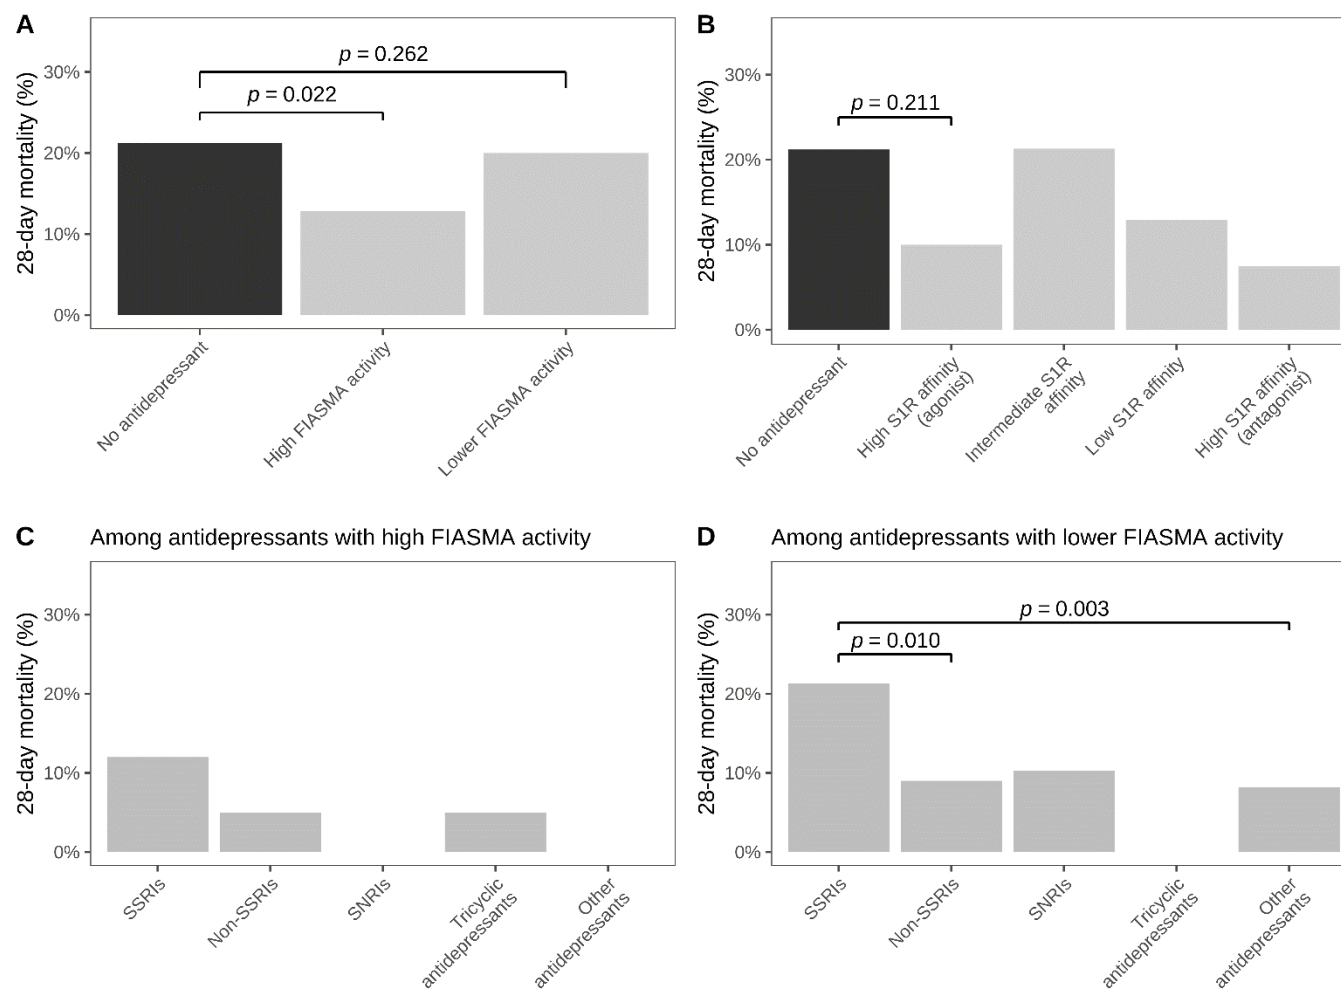 A
28-day mortality (%)
30%
20%
10%
0%
p = 0.262
p = 0.022
No antidepressant
High FIASMA activity
Lower FIASMA activity
B
28-day mortality (%)
30%
20%
10%
0%
p = 0.211
No antidepressant
High S1R affinity
(agonist)
Intermediate S1R
affinity
Low S1R affinity
High S1R affinity
(antagonist)
C
Among antidepressants with high FIASMA activity
28-day mortality (%)
30%
20%
10%
0%
SSRIs
Non-SSRIs
SNRIs
Tricyclic
antidepressants
Other
antidepressants
D
Among antidepressants with lower FIASMA activity
28-day mortality (%)
30%
20%
10%
0%
p = 0.003
p = 0.010
SSRIs
Non-SSRIs
SNRIs
Tricyclic
antidepressants
Other
antidepressants